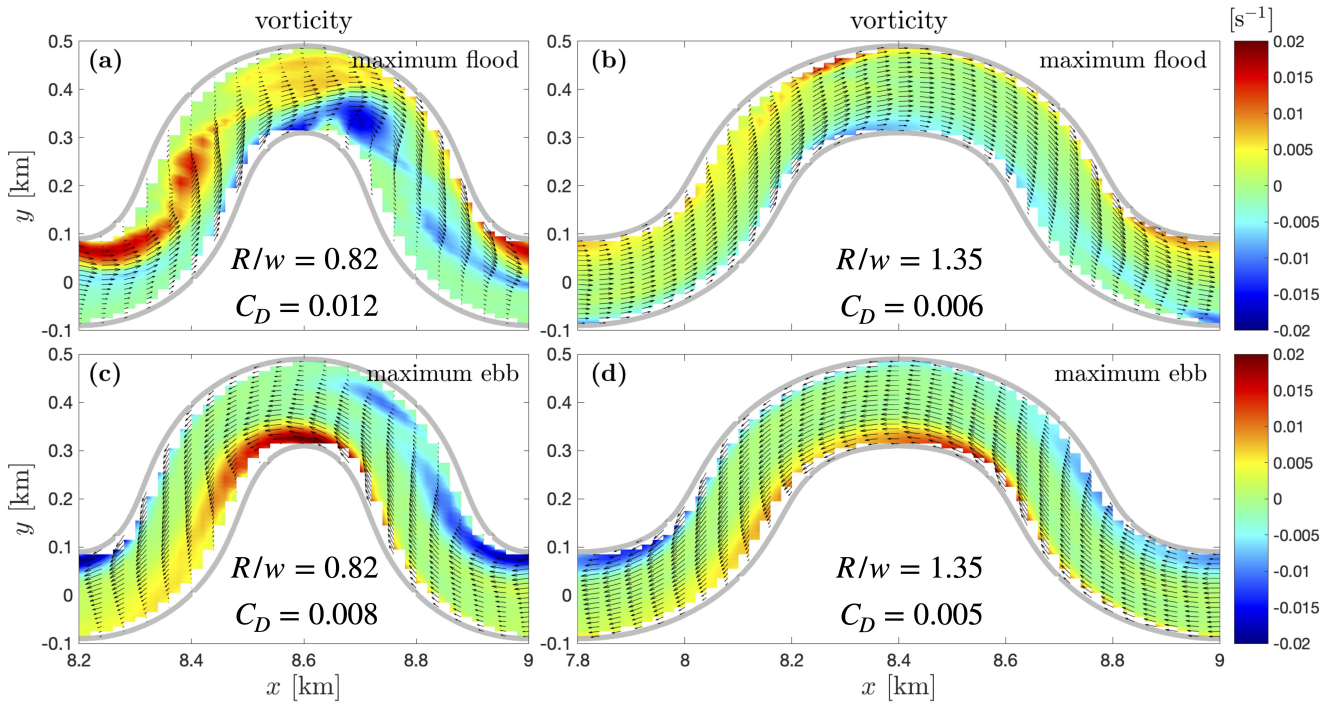 vorticity
vorticity
[s⁻¹]
(a)
maximum flood
0.5
0.4
0.3
0.2
0.1
0
-0.1
y [km]
R/w = 0.82
C_D = 0.012
(b)
maximum flood
0.5
0.4
0.3
0.2
0.1
0
-0.1
R/w = 1.35
C_D = 0.006
0.02
0.015
0.01
0.005
0
-0.005
-0.01
-0.015
-0.02
(c)
maximum ebb
0.5
0.4
0.3
0.2
0.1
0
-0.1
y [km]
R/w = 0.82
C_D = 0.008
8.2
8.4
8.6
8.8
9
x [km]
(d)
maximum ebb
0.5
0.4
0.3
0.2
0.1
0
-0.1
R/w = 1.35
C_D = 0.005
7.8
8
8.2
8.4
8.6
8.8
9
x [km]
0.02
0.015
0.01
0.005
0
-0.005
-0.01
-0.015
-0.02